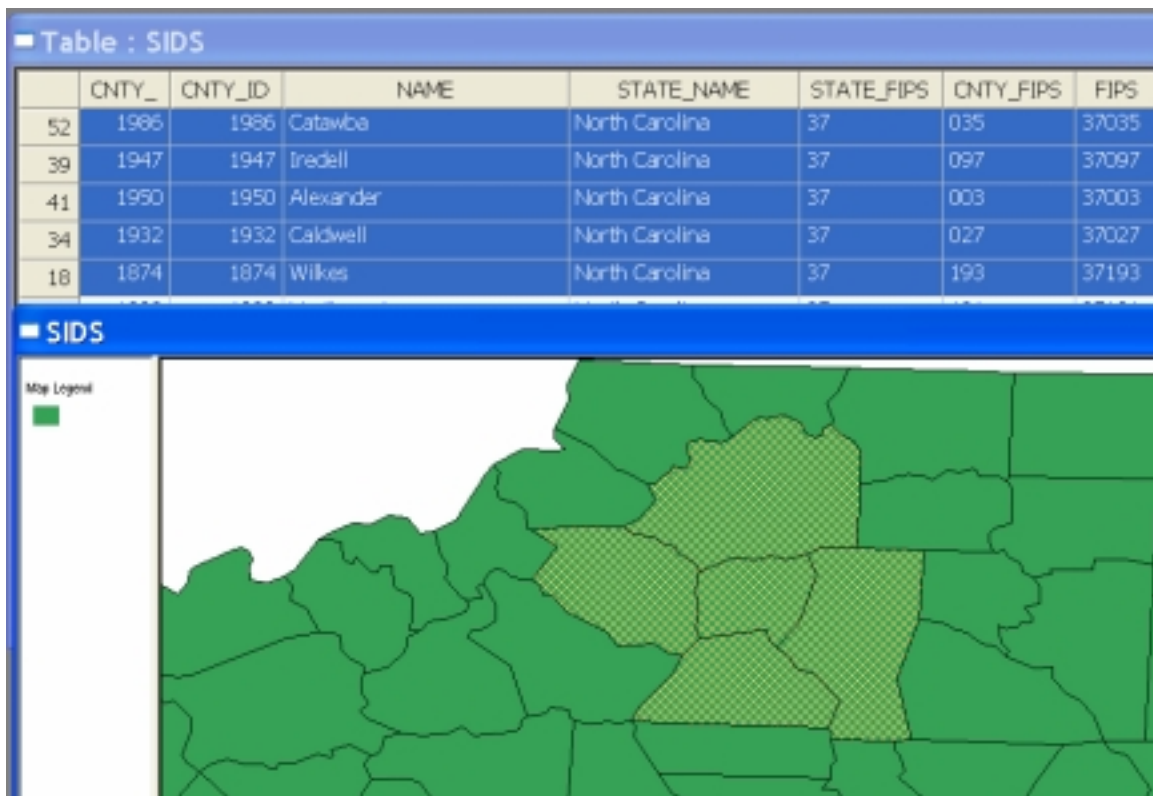 Table : SIDS
CNTY_ CNTY_ID NAME STATE_NAME STATE_FIPS CNTY_FIPS FIPS
52 1986 1986 Catawba North Carolina 37 035 37035
39 1947 1947 Iredell North Carolina 37 097 37097
41 1950 1950 Alexander North Carolina 37 003 37003
34 1932 1932 Caldwell North Carolina 37 027 37027
18 1874 1874 Wilkes North Carolina 37 193 37193
SIDS
Map Legend